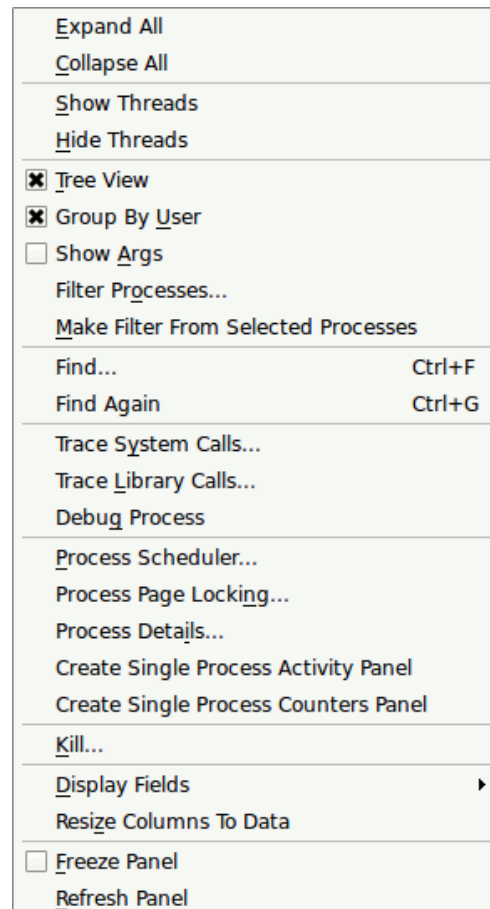 Expand All
Collapse All
Show Threads
Hide Threads
Tree View
Group By User
Show Args
Filter Processes...
Make Filter From Selected Processes
Find... Ctrl+F
Find Again Ctrl+G
Trace System Calls...
Trace Library Calls...
Debug Process
Process Scheduler...
Process Page Locking...
Process Details...
Create Single Process Activity Panel
Create Single Process Counters Panel
Kill...
Display Fields
Resize Columns To Data
Freeze Panel
Refresh Panel